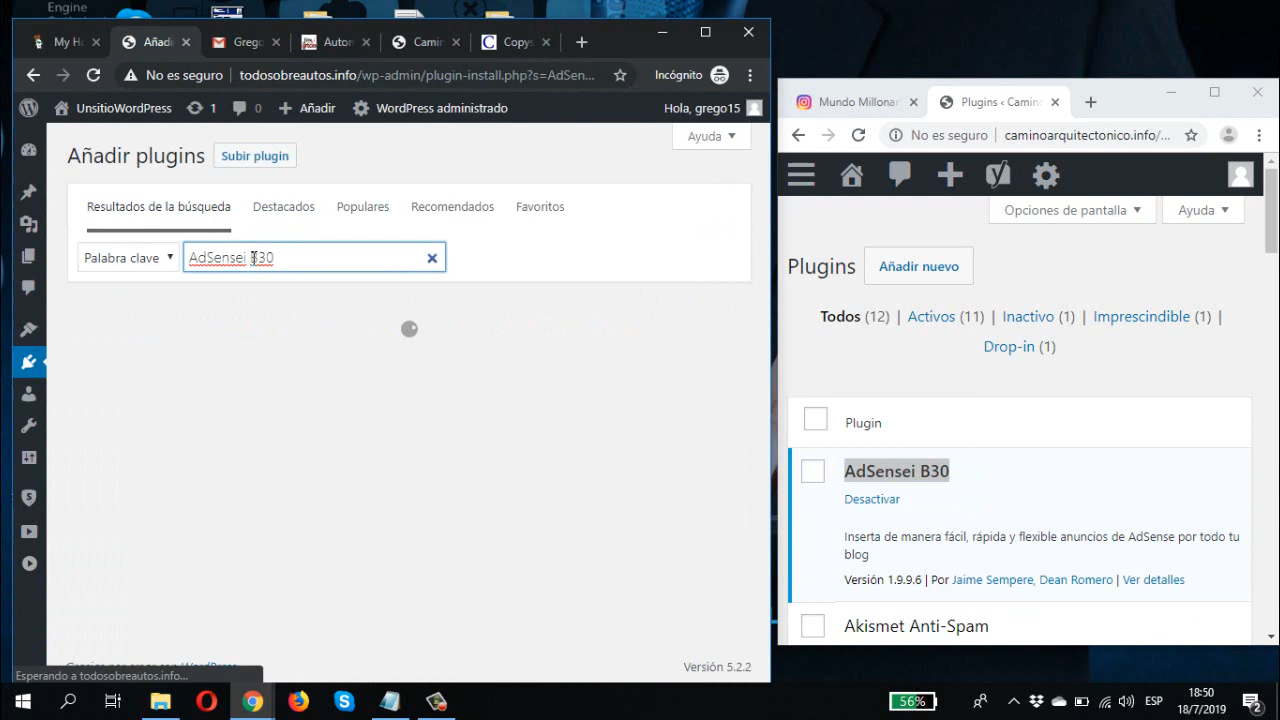 Engine
My H
Añadi
Grego
Autom
Camin
Copys
No es seguro
todosobreautos.info/wp-admin/plugin-install.php?s=AdSen...
Incógnito
UnsitioWordPress
1
0
Añadir
WordPress administrado
Hola, grego15
Ayuda
Añadir plugins
Subir plugin
Resultados de la búsqueda
Destacados
Populares
Recomendados
Favoritos
Palabra clave
AdSensei B30
Versión 5.2.2
Esperando a todosobreautos.info...
Mundo Millonar
Plugins ‹ Camino
No es seguro
caminoarquitectonico.info/...
Opciones de pantalla
Ayuda
Plugins
Añadir nuevo
Todos (12) | Activos (11) | Inactivo (1) | Imprescindible (1) |
Drop-in (1)
Plugin
AdSensei B30
Desactivar
Inserta de manera fácil, rápida y flexible anuncios de AdSense por todo tu
blog
Versión 1.9.9.6 | Por Jaime Sempere, Dean Romero | Ver detalles
Akismet Anti-Spam
56%
ESP
18:50
18/7/2019
2